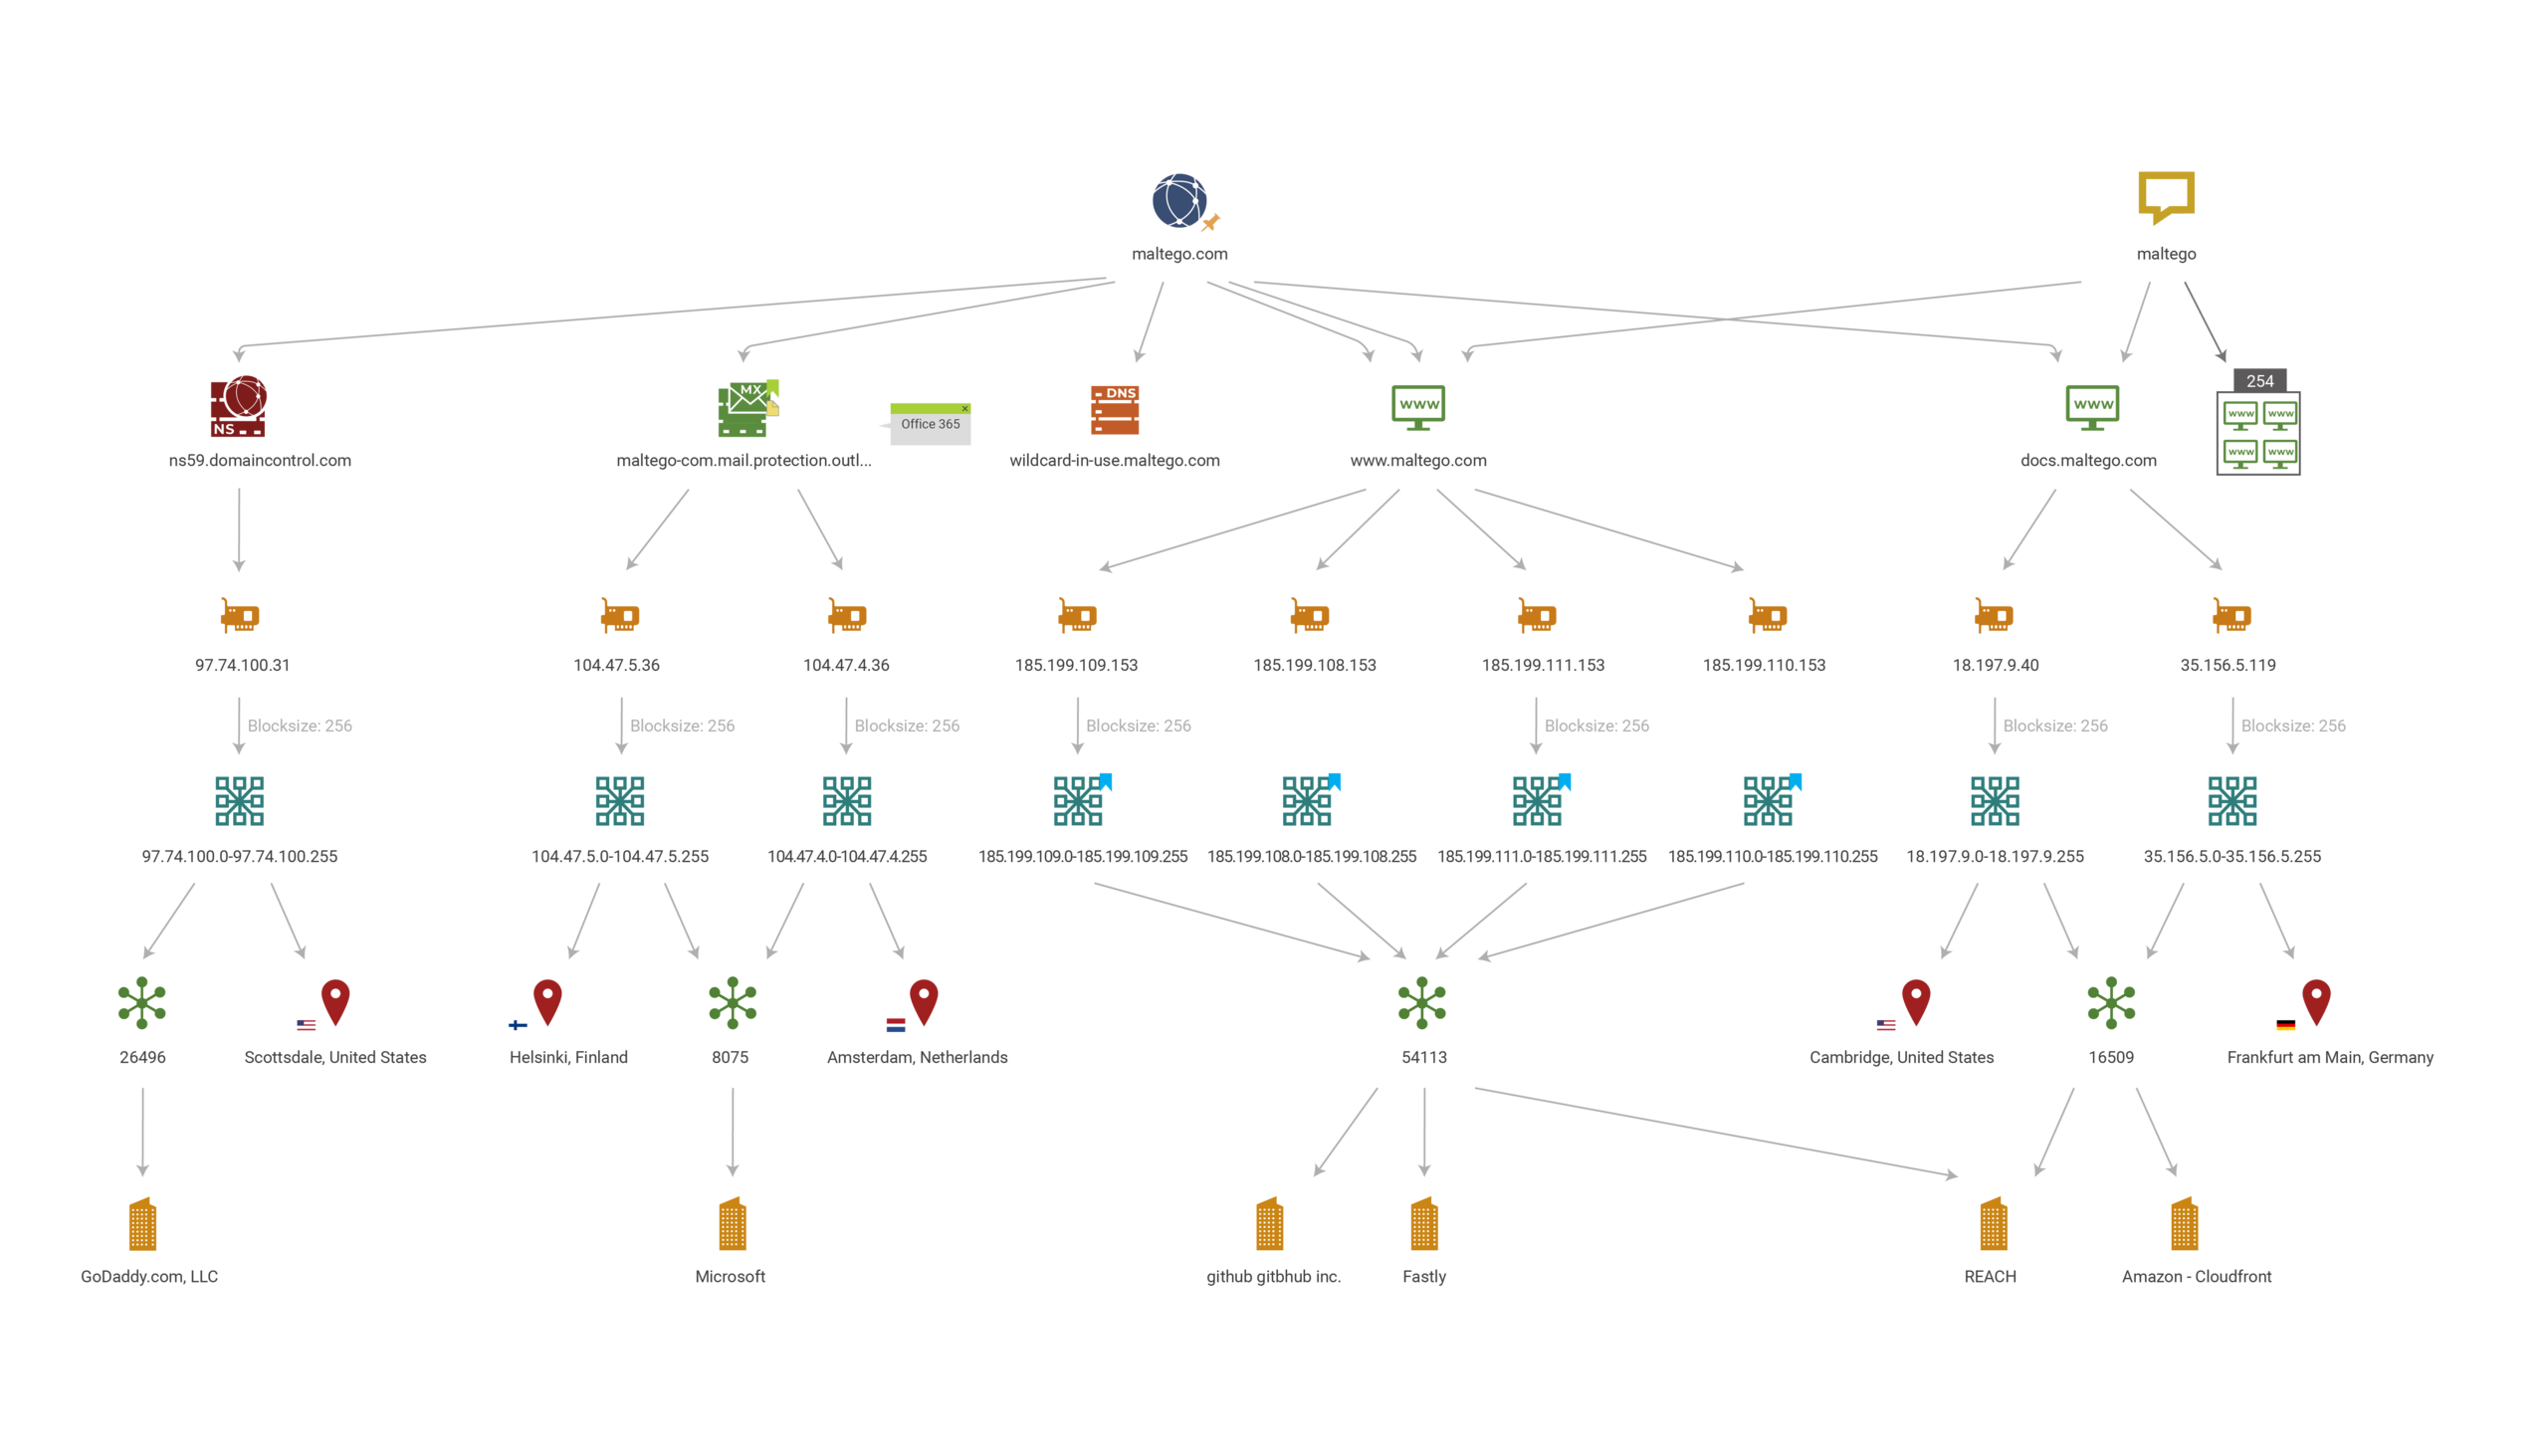 maltego.com
maltego
NS
MX
Office 365
DNS
www
www
254
www www
www www
ns59.domaincontrol.com
maltego-com.mail.protection.outl...
wildcard-in-use.maltego.com
www.maltego.com
docs.maltego.com
97.74.100.31
104.47.5.36
104.47.4.36
185.199.109.153
185.199.108.153
185.199.111.153
185.199.110.153
18.197.9.40
35.156.5.119
Blocksize: 256
Blocksize: 256
Blocksize: 256
Blocksize: 256
Blocksize: 256
Blocksize: 256
Blocksize: 256
97.74.100.0-97.74.100.255
104.47.5.0-104.47.5.255
104.47.4.0-104.47.4.255
185.199.109.0-185.199.109.255
185.199.108.0-185.199.108.255
185.199.111.0-185.199.111.255
185.199.110.0-185.199.110.255
18.197.9.0-18.197.9.255
35.156.5.0-35.156.5.255
26496
Scottsdale, United States
Helsinki, Finland
8075
Amsterdam, Netherlands
54113
Cambridge, United States
16509
Frankfurt am Main, Germany
GoDaddy.com, LLC
Microsoft
github gitbhub inc.
Fastly
REACH
Amazon - Cloudfront